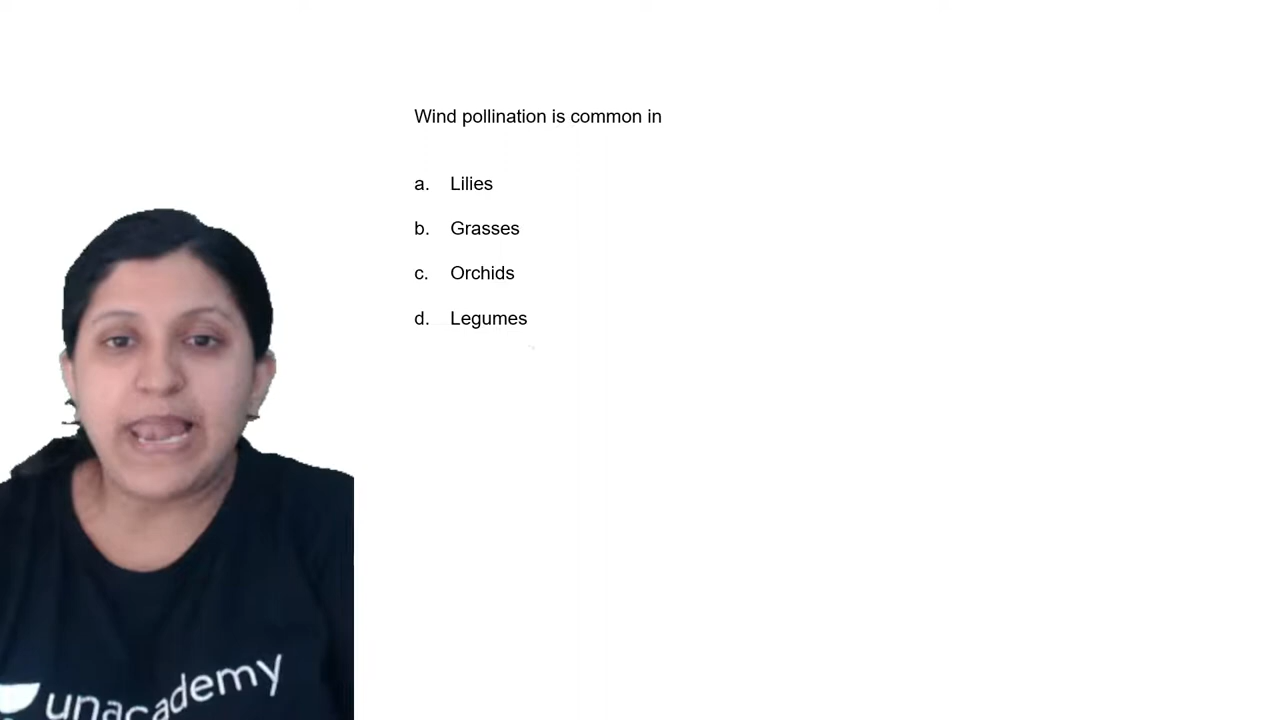 Wind pollination is common in
a. Lilies
b. Grasses
c. Orchids
d. Legumes
unacademy